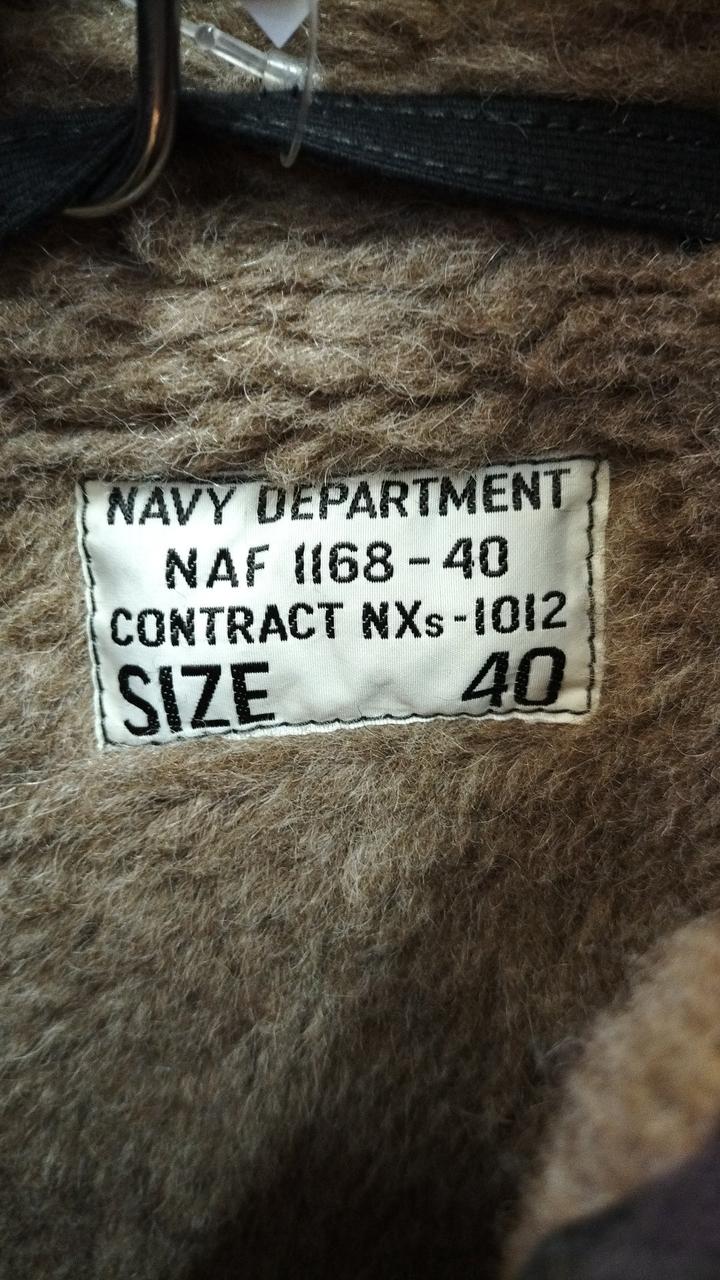 NAVY DEPARTMENT
NAF 1168-40
CONTRACT NXs-1012
SIZE 40